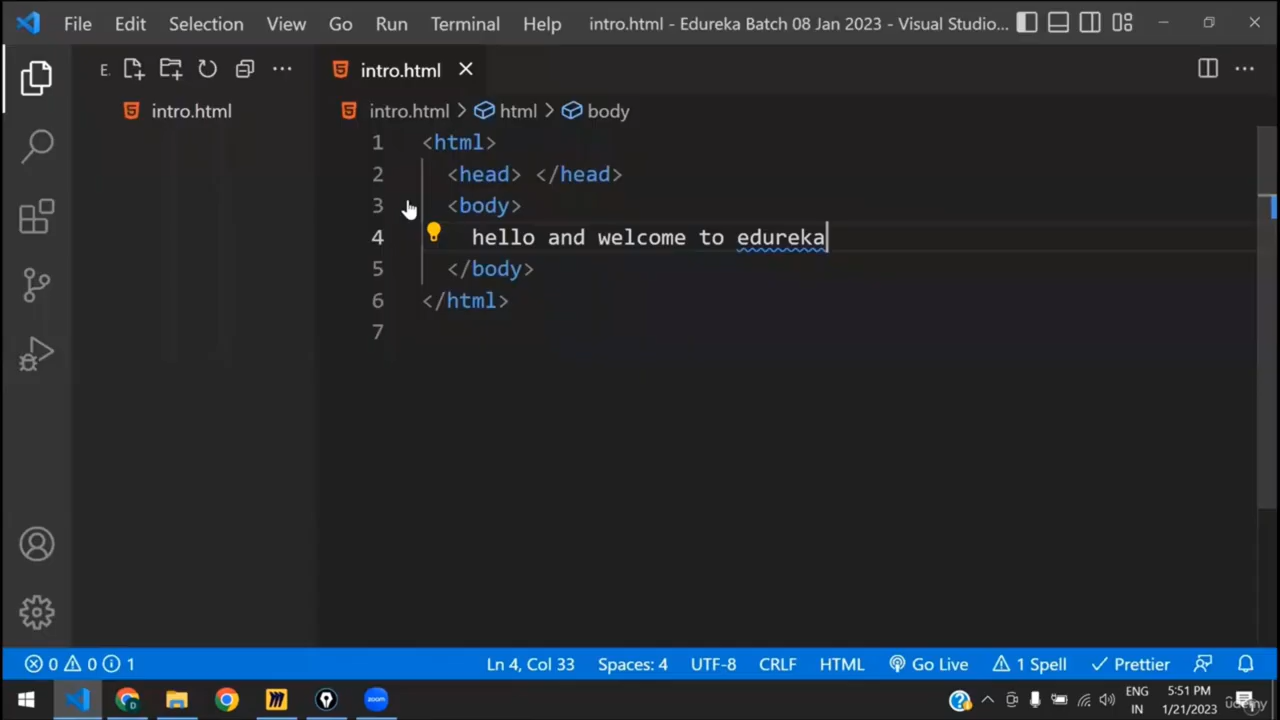 File Edit Selection View Go Run Terminal Help intro.html - Edureka Batch 08 Jan 2023 - Visual Studio...
E. intro.html
intro.html
intro.html > html > body
1 <html>
2 <head> </head>
3 <body>
4 hello and welcome to edureka
5 </body>
6 </html>
7
0 0 1 Ln 4, Col 33 Spaces: 4 UTF-8 CRLF HTML Go Live 1 Spell Prettier
zoom ENG 5:51 PM
IN 1/21/2023
udemy